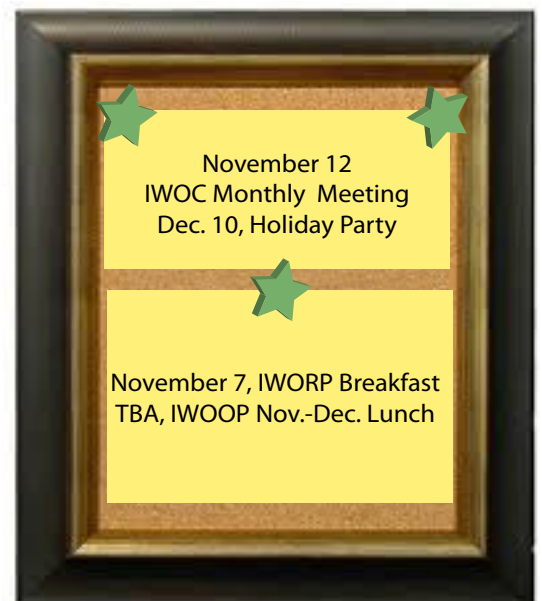 November 12
IWOC Monthly  Meeting
Dec. 10, Holiday Party
November 7, IWORP Breakfast
TBA, IWOOP Nov.-Dec. Lunch